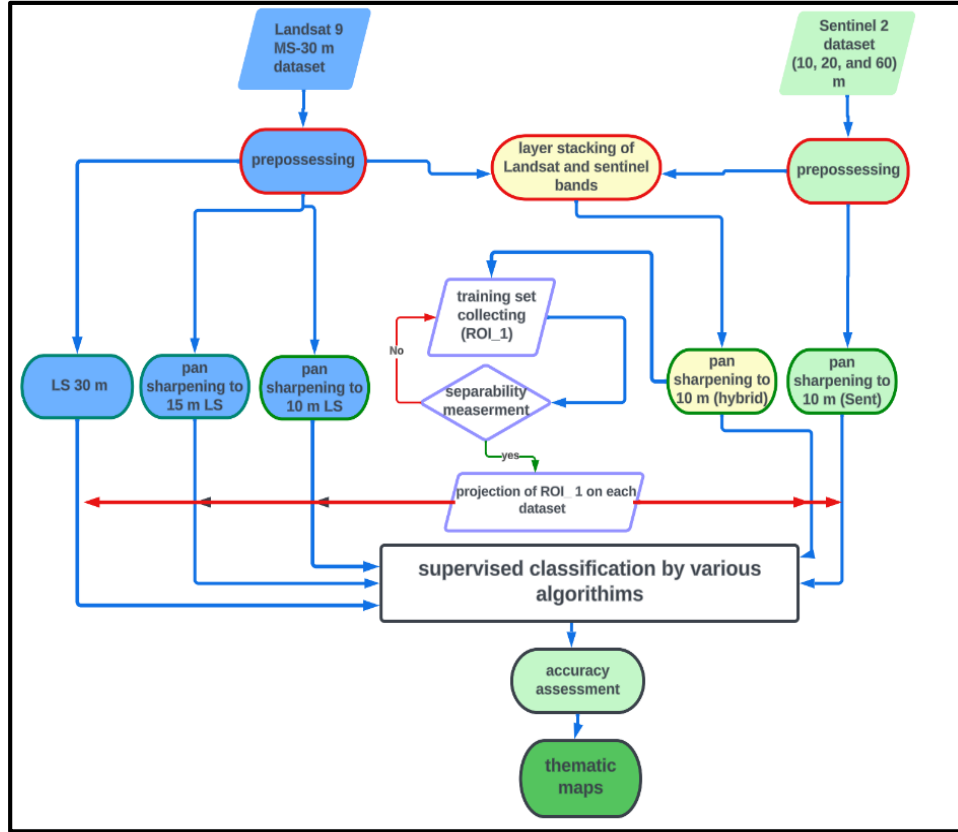 Landsat 9
MS-30 m
dataset
Sentinel 2
dataset
(10, 20, and 60)
m
prepossessing
layer stacking of
Landsat and sentinel
bands
prepossessing
training set
collecting
(ROI_1)
No
LS 30 m
pan
sharpening to
15 m LS
pan
sharpening to
10 m LS
separability
measerment
pan
sharpening to
10 m (hybrid)
pan
sharpening to
10 m (Sent)
yes
projection of ROI_ 1 on each
dataset
supervised classification by various
algorithims
accuracy
assessment
thematic
maps